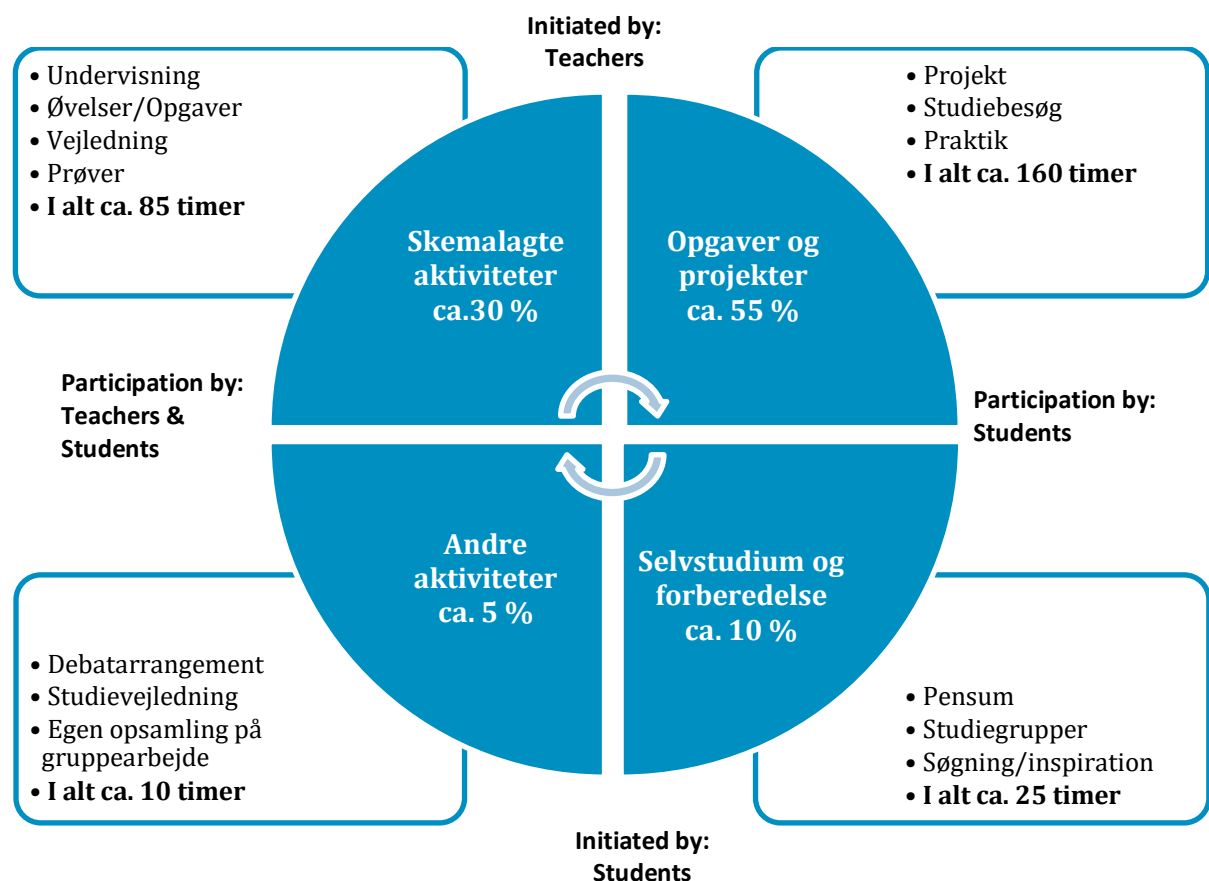 Initiated by:
Teachers
• Undervisning
• Øvelser/Opgaver
• Vejledning
• Prøver
• I alt ca. 85 timer
• Projekt
• Studiebesøg
• Praktik
• I alt ca. 160 timer
Skemalagte
aktiviteter
ca.30 %
Opgaver og
projekter
ca. 55 %
Participation by:
Teachers &
Students
Participation by:
Students
Andre
aktiviteter
ca. 5 %
Selvstudium og
forberedelse
ca. 10 %
• Debatarrangement
• Studievejledning
• Egen opsamling på
gruppearbejde
• I alt ca. 10 timer
• Pensum
• Studiegrupper
• Søgning/inspiration
• I alt ca. 25 timer
Initiated by:
Students